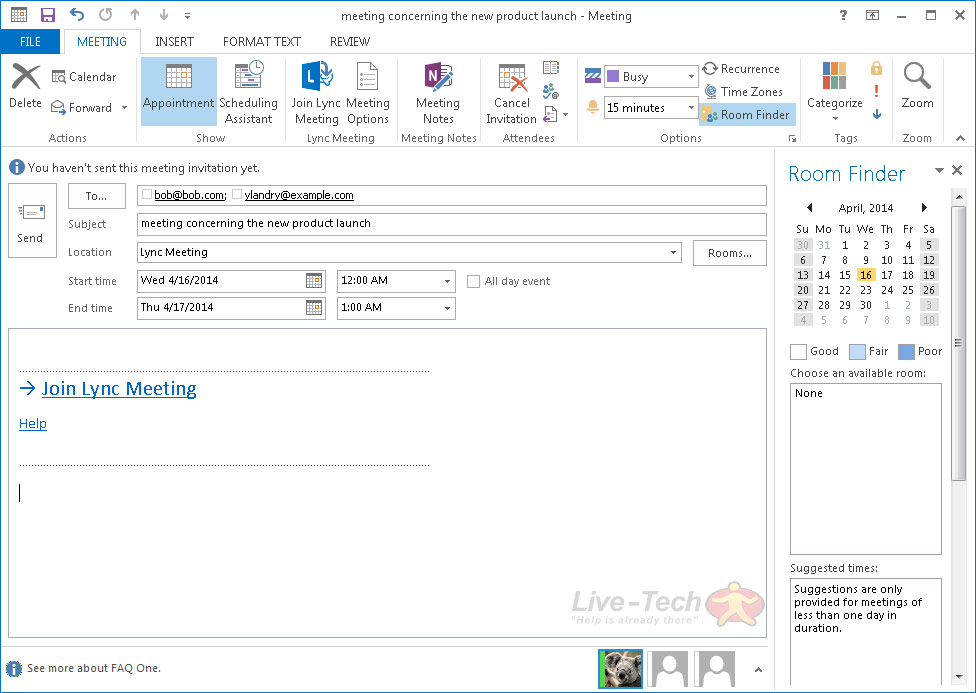 meeting concerning the new product launch - Meeting
FILE MEETING INSERT FORMAT TEXT REVIEW
Delete
Calendar
Forward
Actions
Appointment
Scheduling
Assistant
Show
Join Lync
Meeting
Meeting
Options
Lync Meeting
Meeting
Notes
Meeting Notes
Cancel
Invitation
Attendees
Busy
15 minutes
Recurrence
Time Zones
Room Finder
Options
Categorize
Tags
Zoom
Zoom
You haven't sent this meeting invitation yet.
Send
To... bob@bob.com; ylandry@example.com
Subject meeting concerning the new product launch
Location Lync Meeting Rooms...
Start time Wed 4/16/2014 12:00 AM All day event
End time Thu 4/17/2014 1:00 AM
→ Join Lync Meeting
Help
Live-Tech
"Help is already there"
See more about FAQ One.
Room Finder
April, 2014
Su Mo Tu We Th Fr Sa
30 31 1 2 3 4 5
6 7 8 9 10 11 12
13 14 15 16 17 18 19
20 21 22 23 24 25 26
27 28 29 30 1 2 3
4 5 6 7 8 9 10
Good Fair Poor
Choose an available room:
None
Suggested times:
Suggestions are only
provided for meetings of
less than one day in
duration.